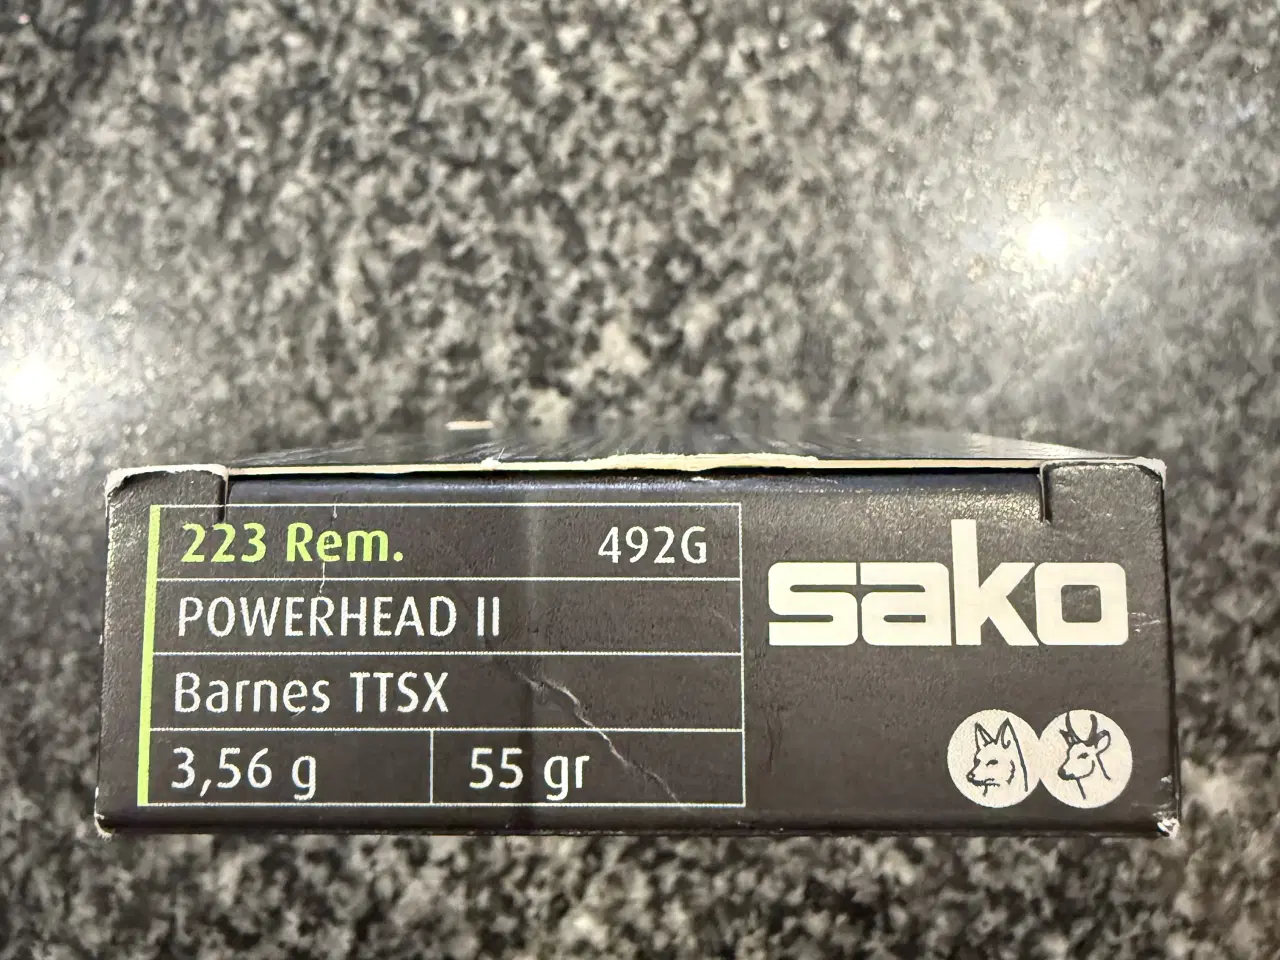 223 Rem. 492G
POWERHEAD II
Barnes TTSX
3,56 g 55 gr
sako